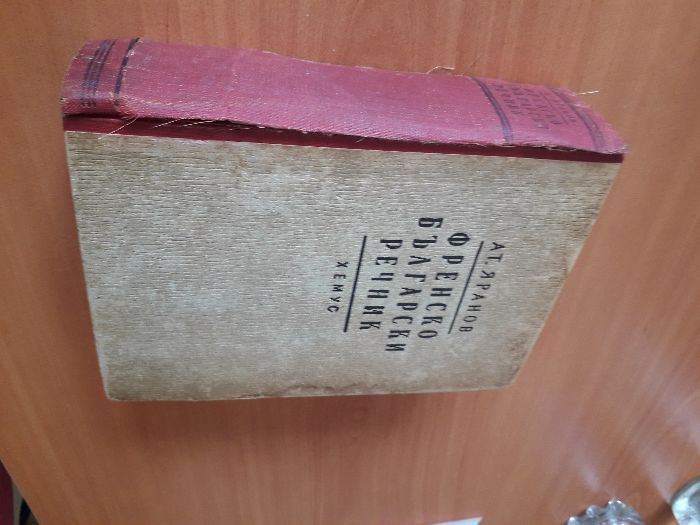 АТ. ЯРАНОВ
ФРЕНСКО
БЪЛГАРСКИ
РЕЧНИК
ХЕМУС